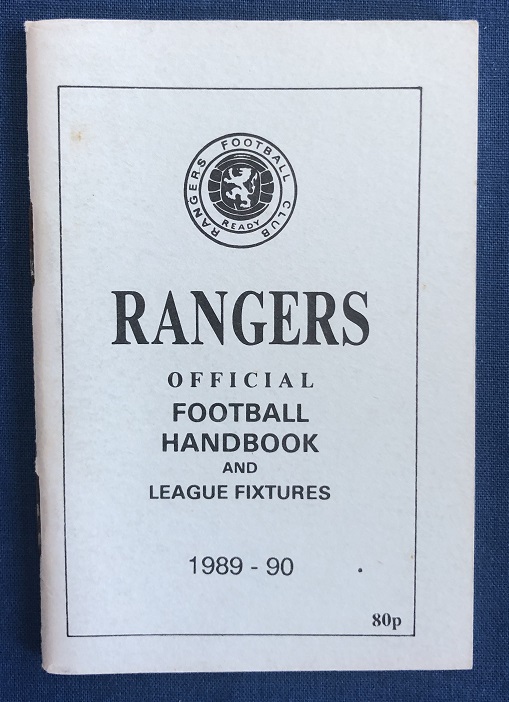 RANGERS FOOTBALL CLUB
READY
RANGERS
OFFICIAL
FOOTBALL
HANDBOOK
AND
LEAGUE FIXTURES
1989 - 90
80p